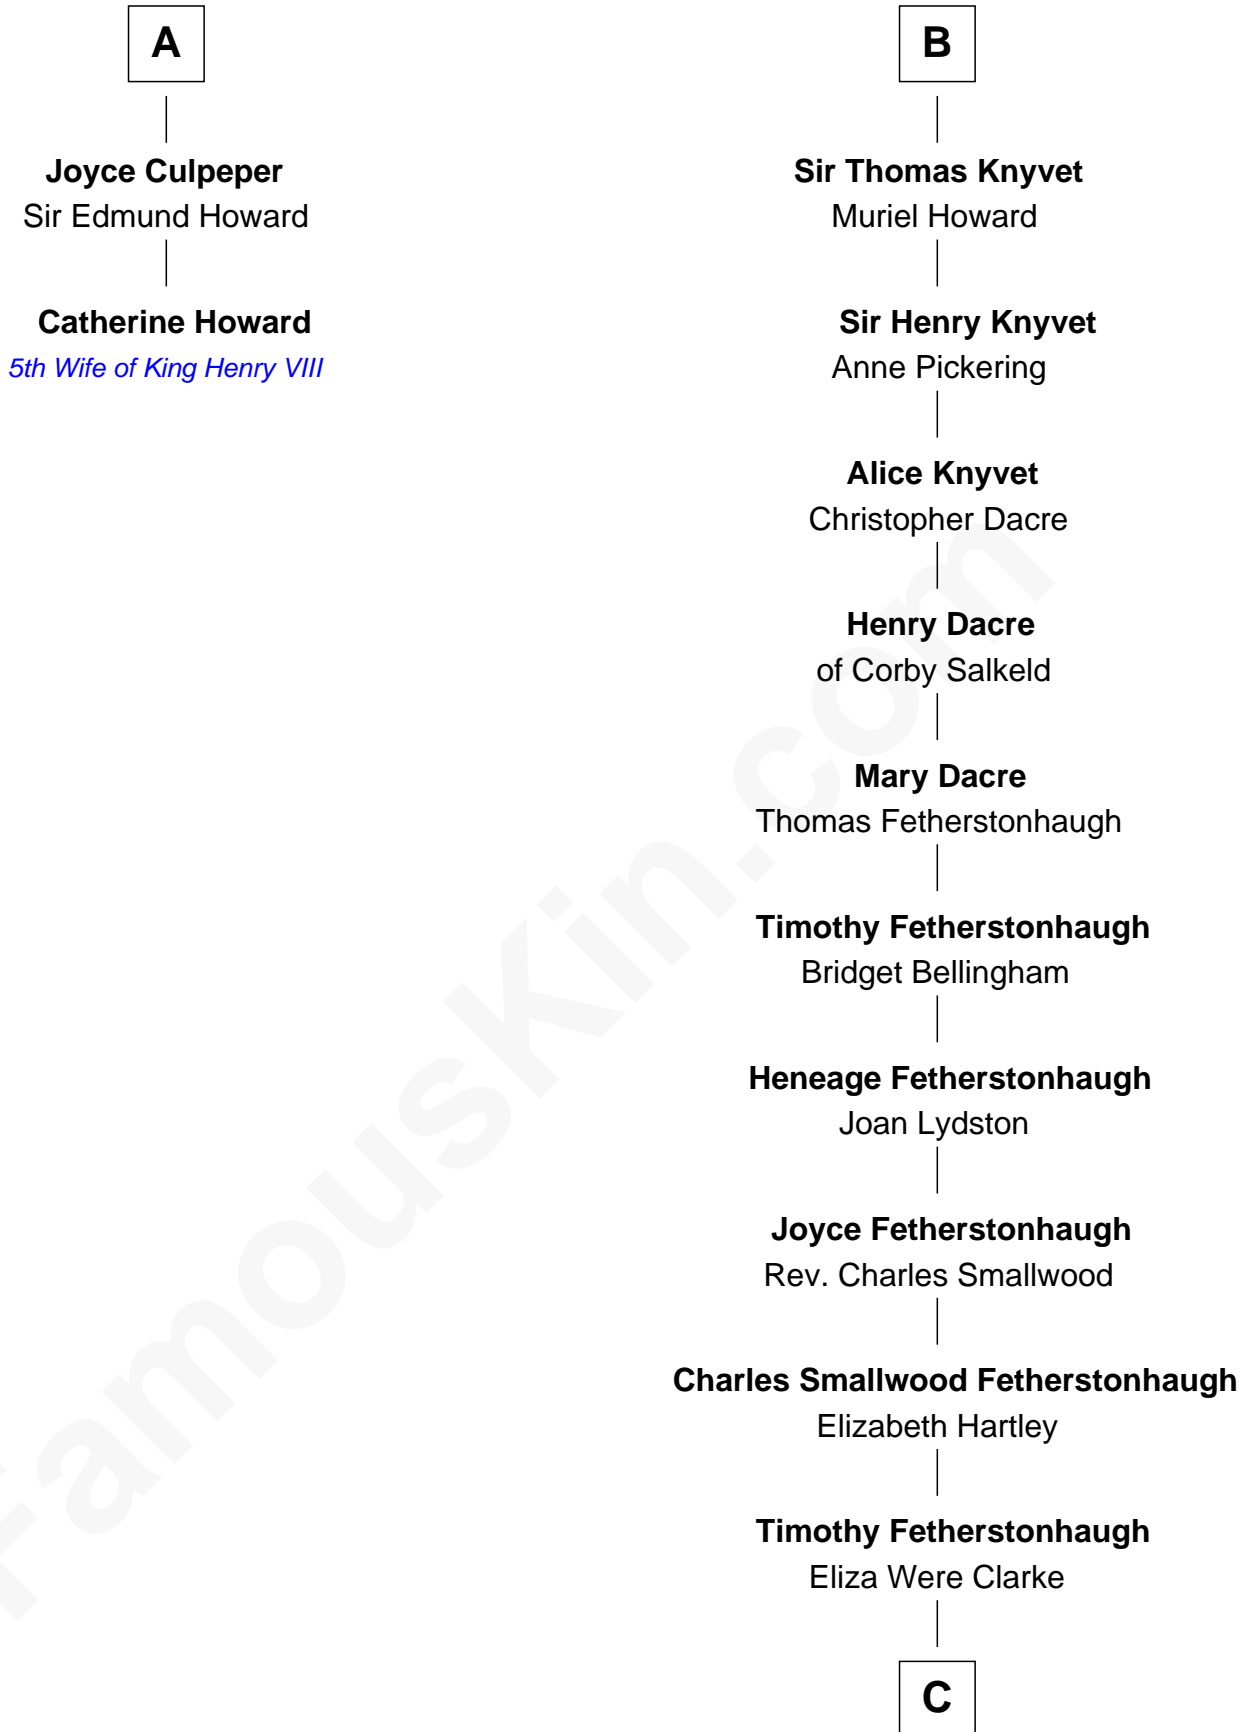 A
Joyce Culpeper
Sir Edmund Howard
Catherine Howard
5th Wife of King Henry VIII
B
Sir Thomas Knyvet
Muriel Howard
Sir Henry Knyvet
Anne Pickering
Alice Knyvet
Christopher Dacre
Henry Dacre
of Corby Salkeld
Mary Dacre
Thomas Fetherstonhaugh
Timothy Fetherstonhaugh
Bridget Bellingham
Heneage Fetherstonhaugh
Joan Lydston
Joyce Fetherstonhaugh
Rev. Charles Smallwood
Charles Smallwood Fetherstonhaugh
Elizabeth Hartley
Timothy Fetherstonhaugh
Eliza Were Clarke
C
FamousKin.com